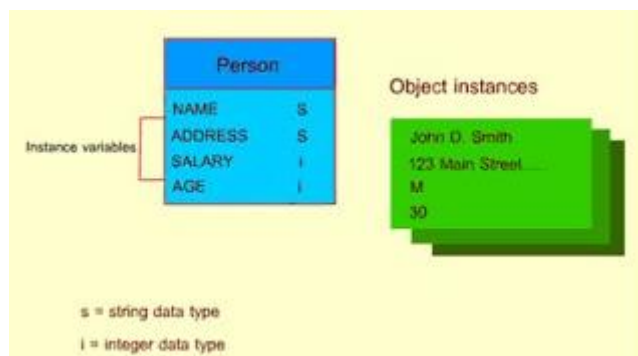 Person
NAME S
ADDRESS S
SALARY i
AGE i
Instance variables
Object instances
John D. Smith
123 Main Street.....
M
30
s = string data type
i = integer data type